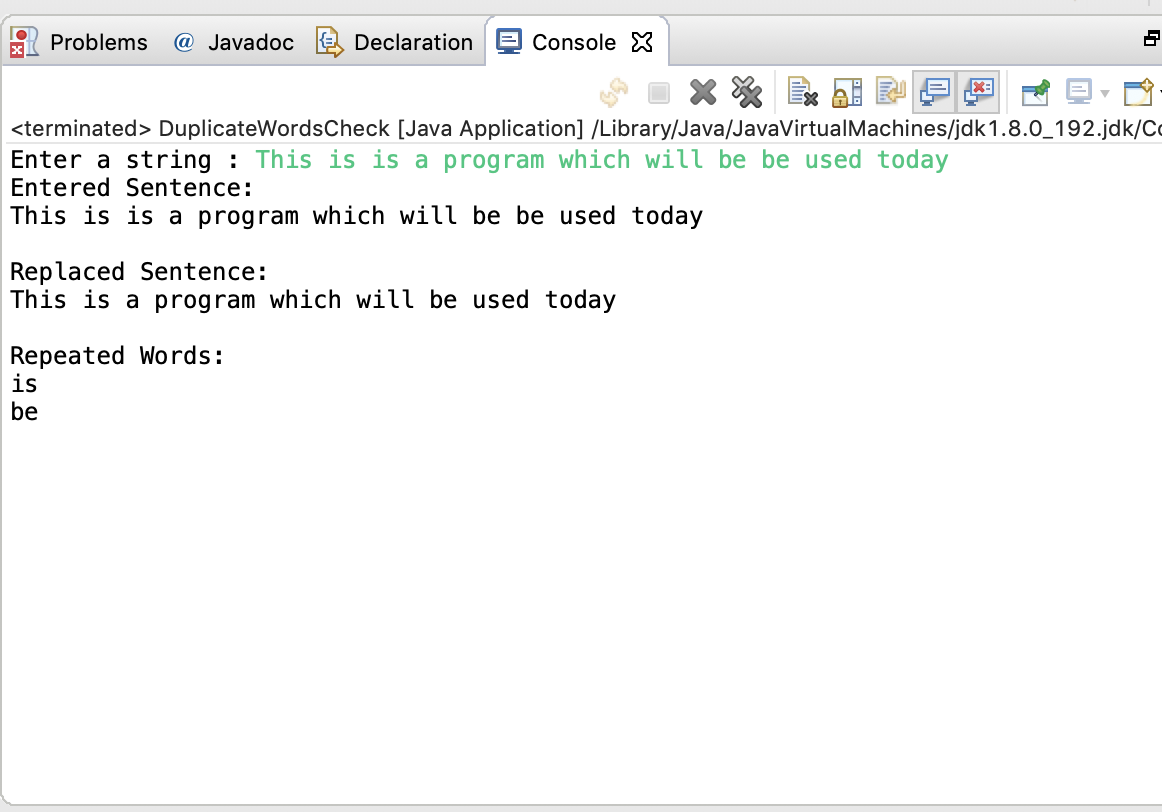 Problems @ Javadoc Declaration Console
<terminated> DuplicateWordsCheck [Java Application] /Library/Java/JavaVirtualMachines/jdk1.8.0_192.jdk/Co
Enter a string : This is is a program which will be be used today
Entered Sentence:
This is is a program which will be be used today
Replaced Sentence:
This is a program which will be used today
Repeated Words:
is
be